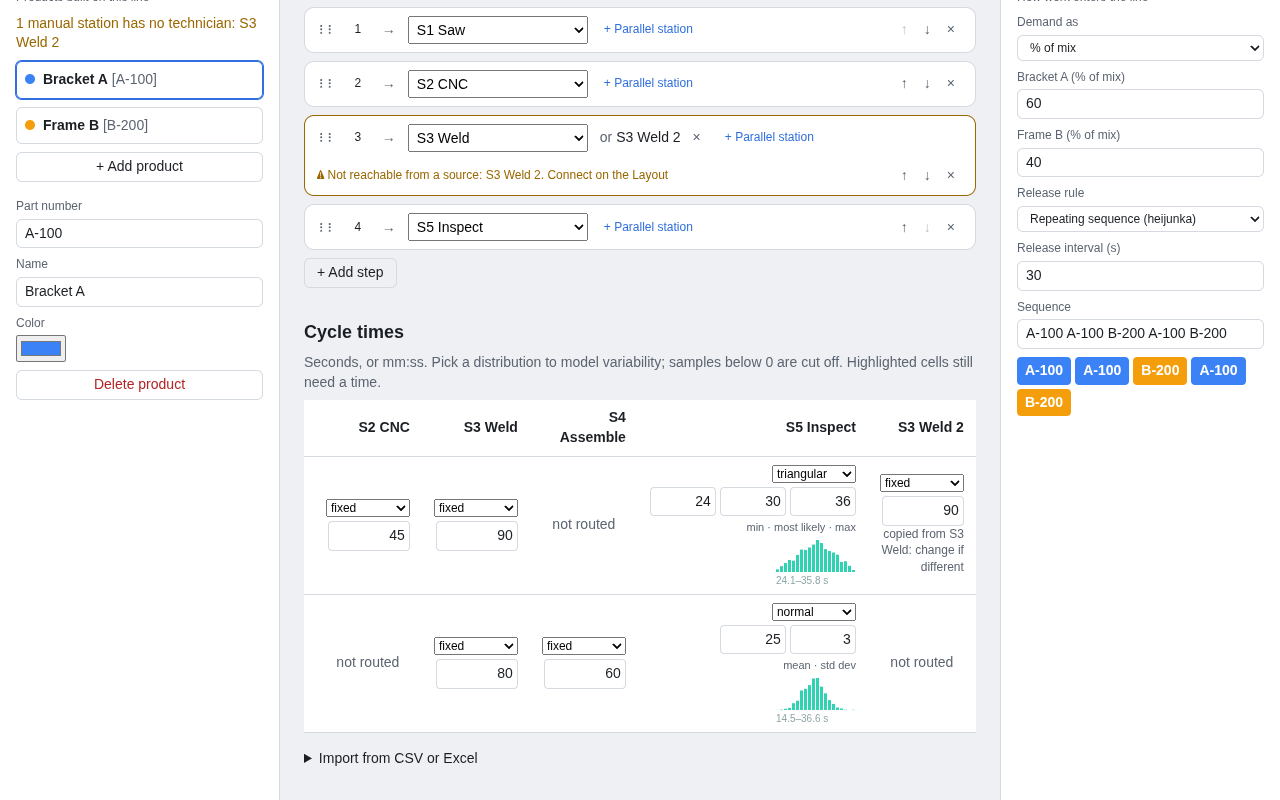 1 manual station has no technician: S3
Weld 2
Bracket A [A-100]
Frame B [B-200]
+ Add product
Part number
A-100
Name
Bracket A
Color
Delete product
1 → S1 Saw + Parallel station ↑ ↓ ×
2 → S2 CNC + Parallel station ↑ ↓ ×
3 → S3 Weld or S3 Weld 2 × + Parallel station
Not reachable from a source: S3 Weld 2. Connect on the Layout ↑ ↓ ×
4 → S5 Inspect + Parallel station ↑ ↓ ×
+ Add step
Cycle times
Seconds, or mm:ss. Pick a distribution to model variability; samples below 0 are cut off. Highlighted cells still
need a time.
S2 CNC S3 Weld S4 Assemble S5 Inspect S3 Weld 2
fixed
45
fixed
90
not routed
triangular
24 30 36
min · most likely · max
24.1–35.8 s
fixed
90
copied from S3
Weld: change if
different
not routed
fixed
80
fixed
60
normal
25 3
mean · std dev
14.5–36.6 s
not routed
Import from CSV or Excel
Demand as
% of mix
Bracket A (% of mix)
60
Frame B (% of mix)
40
Release rule
Repeating sequence (heijunka)
Release interval (s)
30
Sequence
A-100 A-100 B-200 A-100 B-200
A-100 A-100 B-200 A-100
B-200